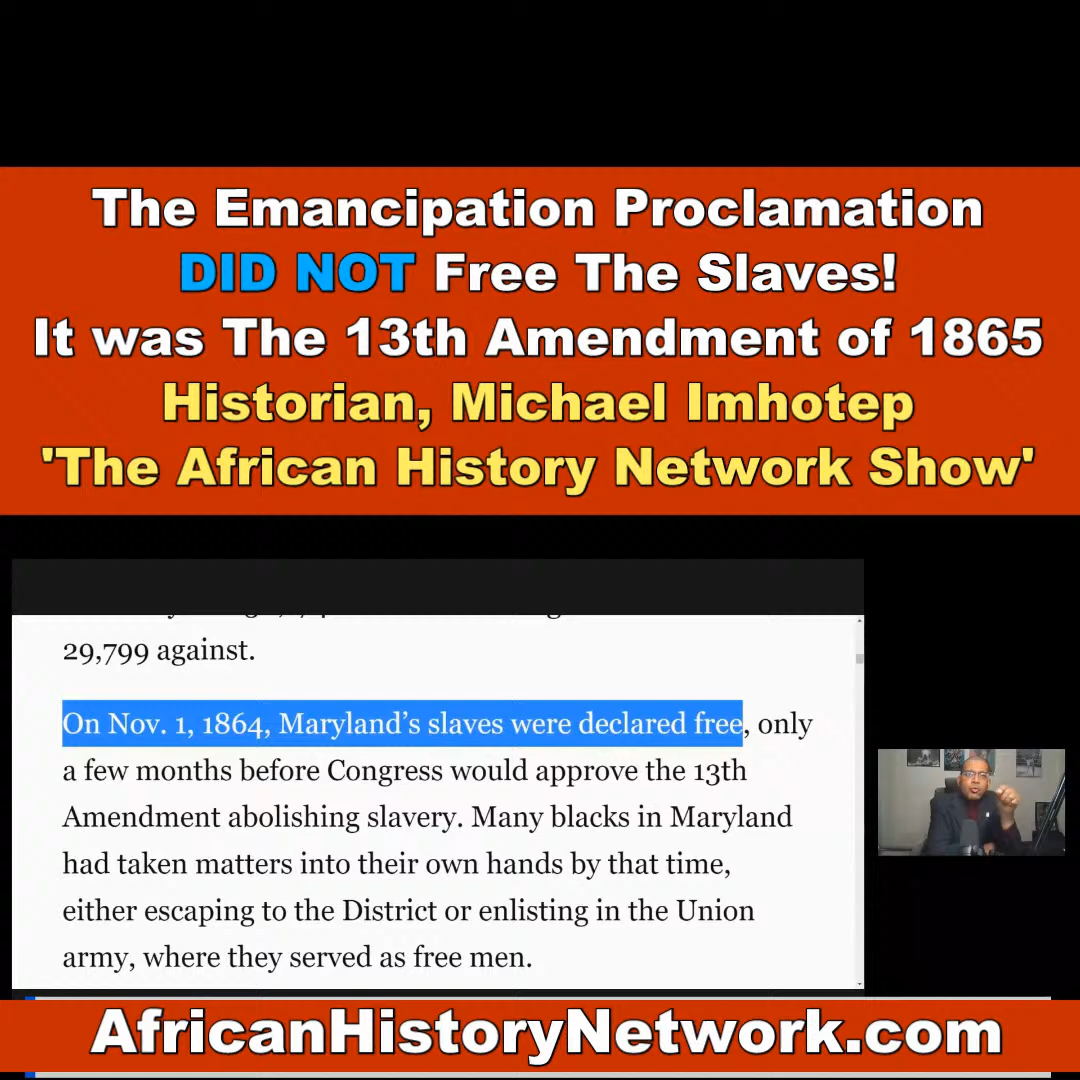 The Emancipation Proclamation
DID NOT Free The Slaves!
It was The 13th Amendment of 1865
Historian, Michael Imhotep
'The African History Network Show'
29,799 against.
On Nov. 1, 1864, Maryland’s slaves were declared free, only
a few months before Congress would approve the 13th
Amendment abolishing slavery. Many blacks in Maryland
had taken matters into their own hands by that time,
either escaping to the District or enlisting in the Union
army, where they served as free men.
AfricanHistoryNetwork.com